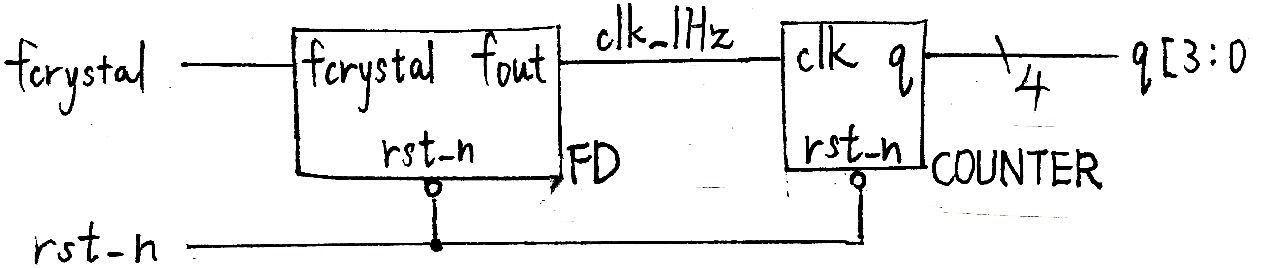 fcrystal
fcrystal fout
rst_n
FD
clk_1Hz
clk q
rst_n
COUNTER
4
q[3:0
rst_n